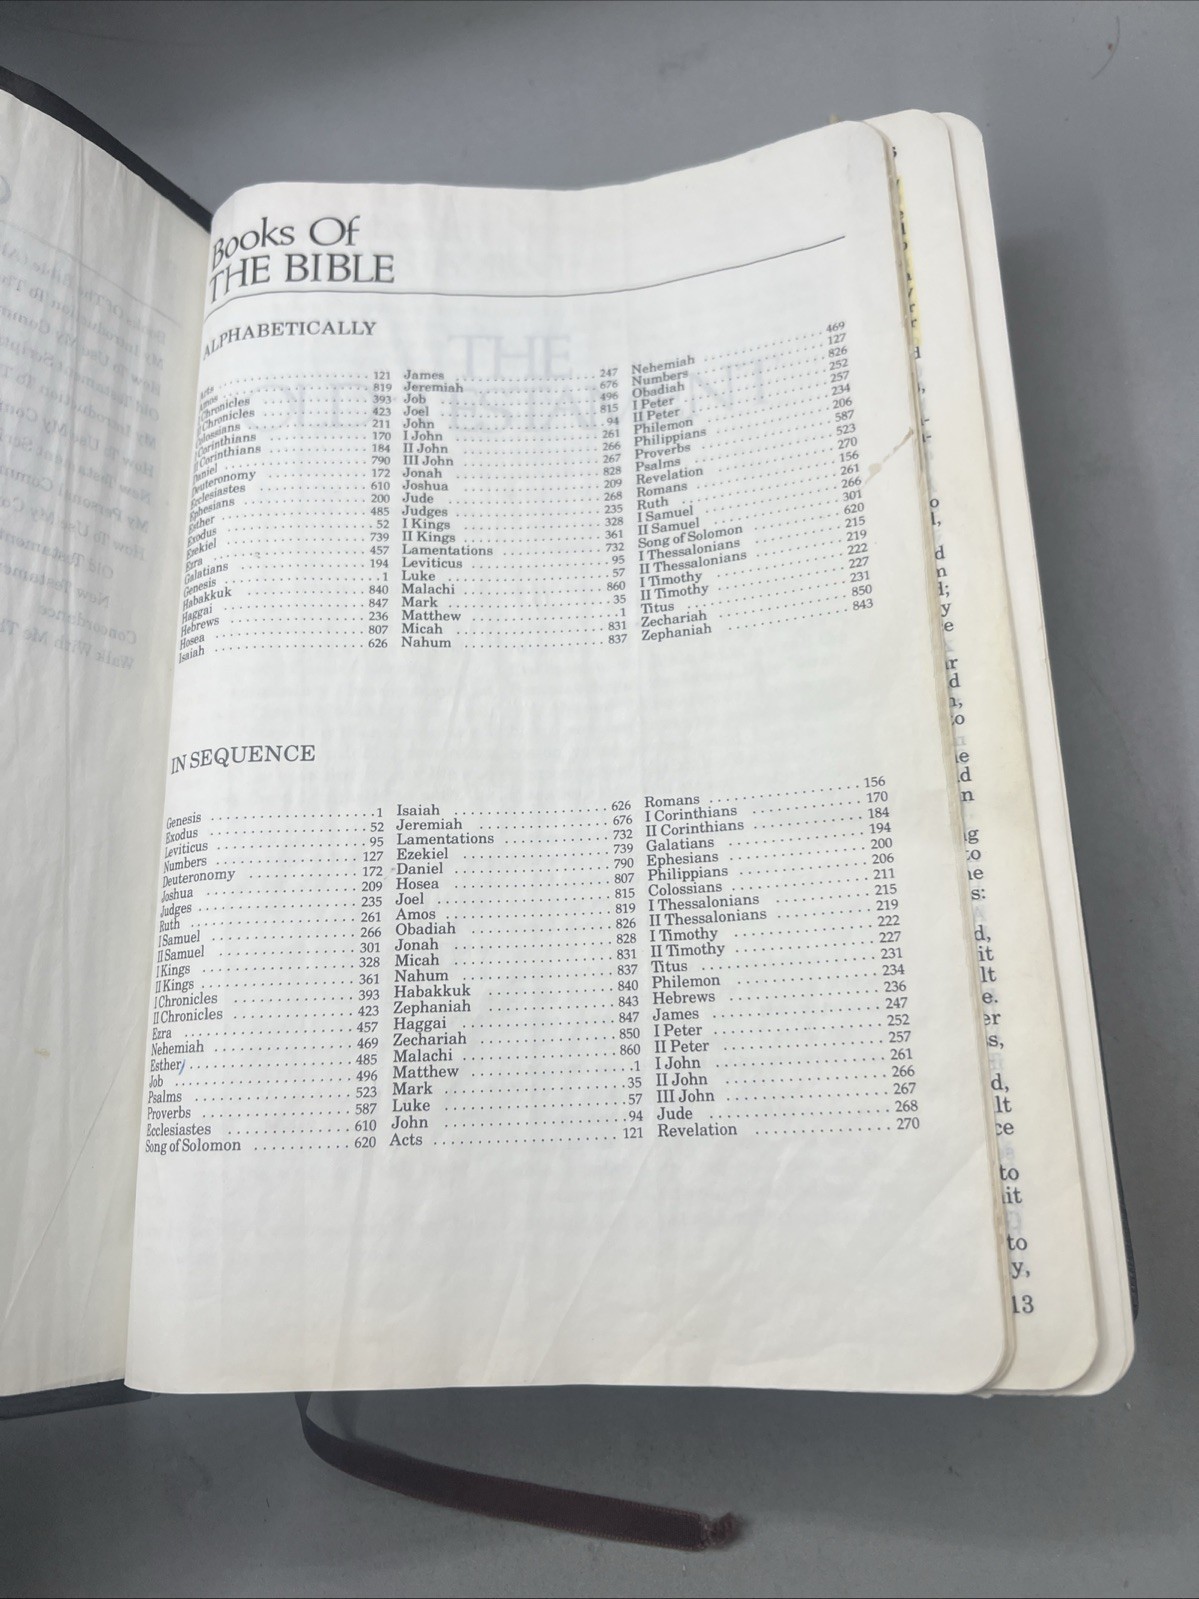 Books Of
THE BIBLE
ALPHABETICALLY
Acts 121
Amos 819
I Chronicles 393
II Chronicles 423
Colossians 211
I Corinthians 170
II Corinthians 184
Daniel 790
Deuteronomy 172
Ecclesiastes 610
Ephesians 200
Esther 485
Exodus 52
Ezekiel 739
Ezra 457
Galatians 194
Genesis 1
Habakkuk 840
Haggai 847
Hebrews 236
Hosea 807
Isaiah 626
James 247
Jeremiah 676
Job 496
Joel 815
John 94
I John 261
II John 266
III John 267
Jonah 828
Joshua 209
Jude 268
Judges 235
I Kings 328
II Kings 361
Lamentations 732
Leviticus 95
Luke 57
Malachi 860
Mark 35
Matthew 1
Micah 831
Nahum 837
Nehemiah 469
Numbers 127
Obadiah 826
I Peter 252
II Peter 257
Philemon 234
Philippians 206
Proverbs 587
Psalms 523
Revelation 270
Romans 156
Ruth 261
I Samuel 266
II Samuel 301
Song of Solomon 620
I Thessalonians 215
II Thessalonians 219
I Timothy 222
II Timothy 227
Titus 231
Zechariah 850
Zephaniah 843
IN SEQUENCE
Genesis 1
Exodus 52
Leviticus 95
Numbers 127
Deuteronomy 172
Joshua 209
Judges 235
Ruth 261
I Samuel 266
II Samuel 301
I Kings 328
II Kings 361
I Chronicles 393
II Chronicles 423
Ezra 457
Nehemiah 469
Esther 485
Job 496
Psalms 523
Proverbs 587
Ecclesiastes 610
Song of Solomon 620
Isaiah 626
Jeremiah 676
Lamentations 732
Ezekiel 739
Daniel 790
Hosea 807
Joel 815
Amos 819
Obadiah 826
Jonah 828
Micah 831
Nahum 837
Habakkuk 840
Zephaniah 843
Haggai 847
Zechariah 850
Malachi 860
Matthew 1
Mark 35
Luke 57
John 94
Acts 121
Romans 156
I Corinthians 170
II Corinthians 184
Galatians 194
Ephesians 200
Philippians 206
Colossians 211
I Thessalonians 215
II Thessalonians 219
I Timothy 222
II Timothy 227
Titus 231
Philemon 234
Hebrews 236
James 247
I Peter 252
II Peter 257
I John 261
II John 266
III John 267
Jude 268
Revelation 270
to
y,
13